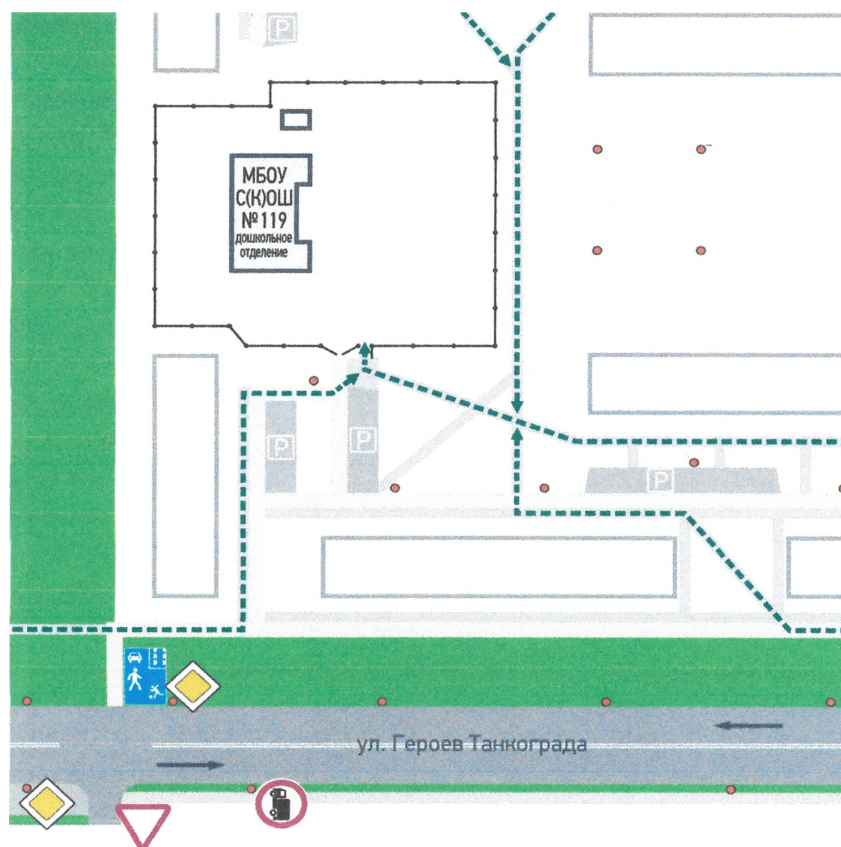 P
МБОУ
С(К)ОШ
№119
дошкольное
отделение
P
P
P
ул. Героев Танкограда